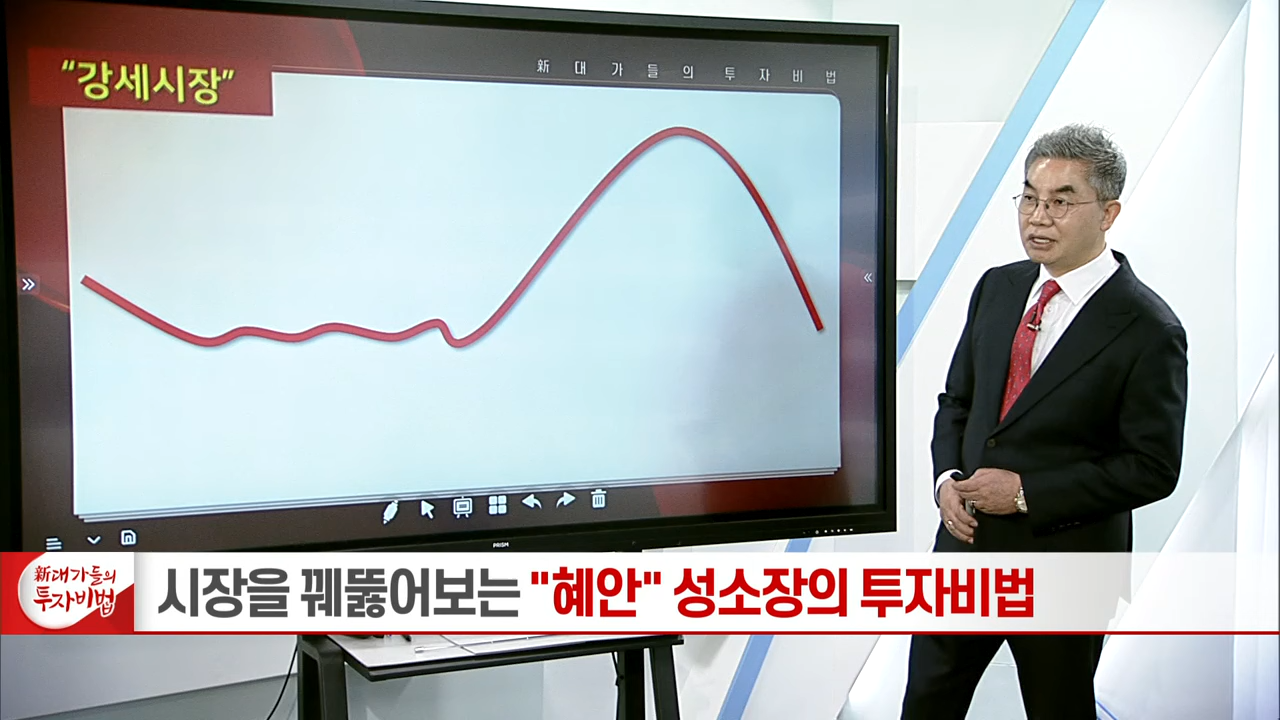 “강세시장”
新 대 가 들 의 투 자 비 법
PRISM
新대가들의
투자비법
시장을 꿰뚫어보는 "혜안" 성소장의 투자비법